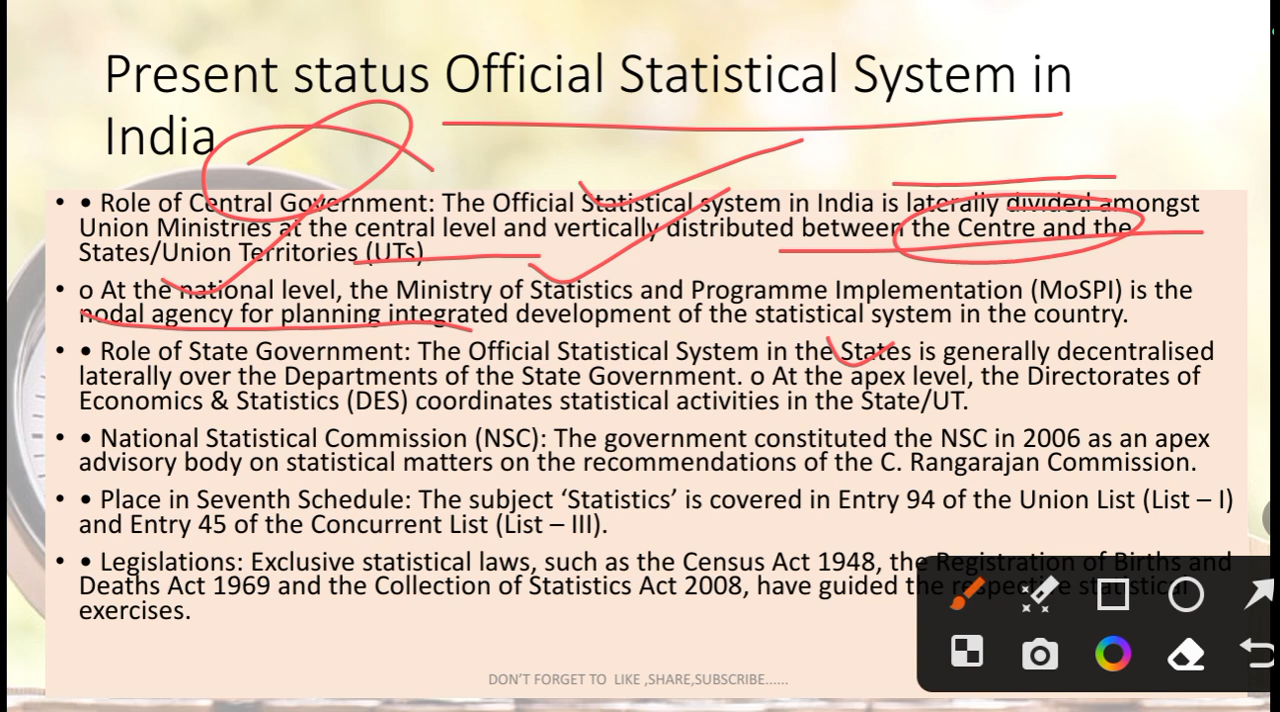 Present status Official Statistical System in
India
• • Role of Central Government: The Official Statistical system in India is laterally divided amongst
Union Ministries at the central level and vertically distributed between the Centre and the
States/Union Territories (UTs)
• o At the national level, the Ministry of Statistics and Programme Implementation (MoSPI) is the
nodal agency for planning integrated development of the statistical system in the country.
• • Role of State Government: The Official Statistical System in the States is generally decentralised
laterally over the Departments of the State Government. o At the apex level, the Directorates of
Economics & Statistics (DES) coordinates statistical activities in the State/UT.
• • National Statistical Commission (NSC): The government constituted the NSC in 2006 as an apex
advisory body on statistical matters on the recommendations of the C. Rangarajan Commission.
• • Place in Seventh Schedule: The subject ‘Statistics’ is covered in Entry 94 of the Union List (List – I)
and Entry 45 of the Concurrent List (List – III).
• • Legislations: Exclusive statistical laws, such as the Census Act 1948, the Registration of Births and
Deaths Act 1969 and the Collection of Statistics Act 2008, have guided the respective statistical
exercises.
DON’T FORGET TO LIKE ,SHARE,SUBSCRIBE......